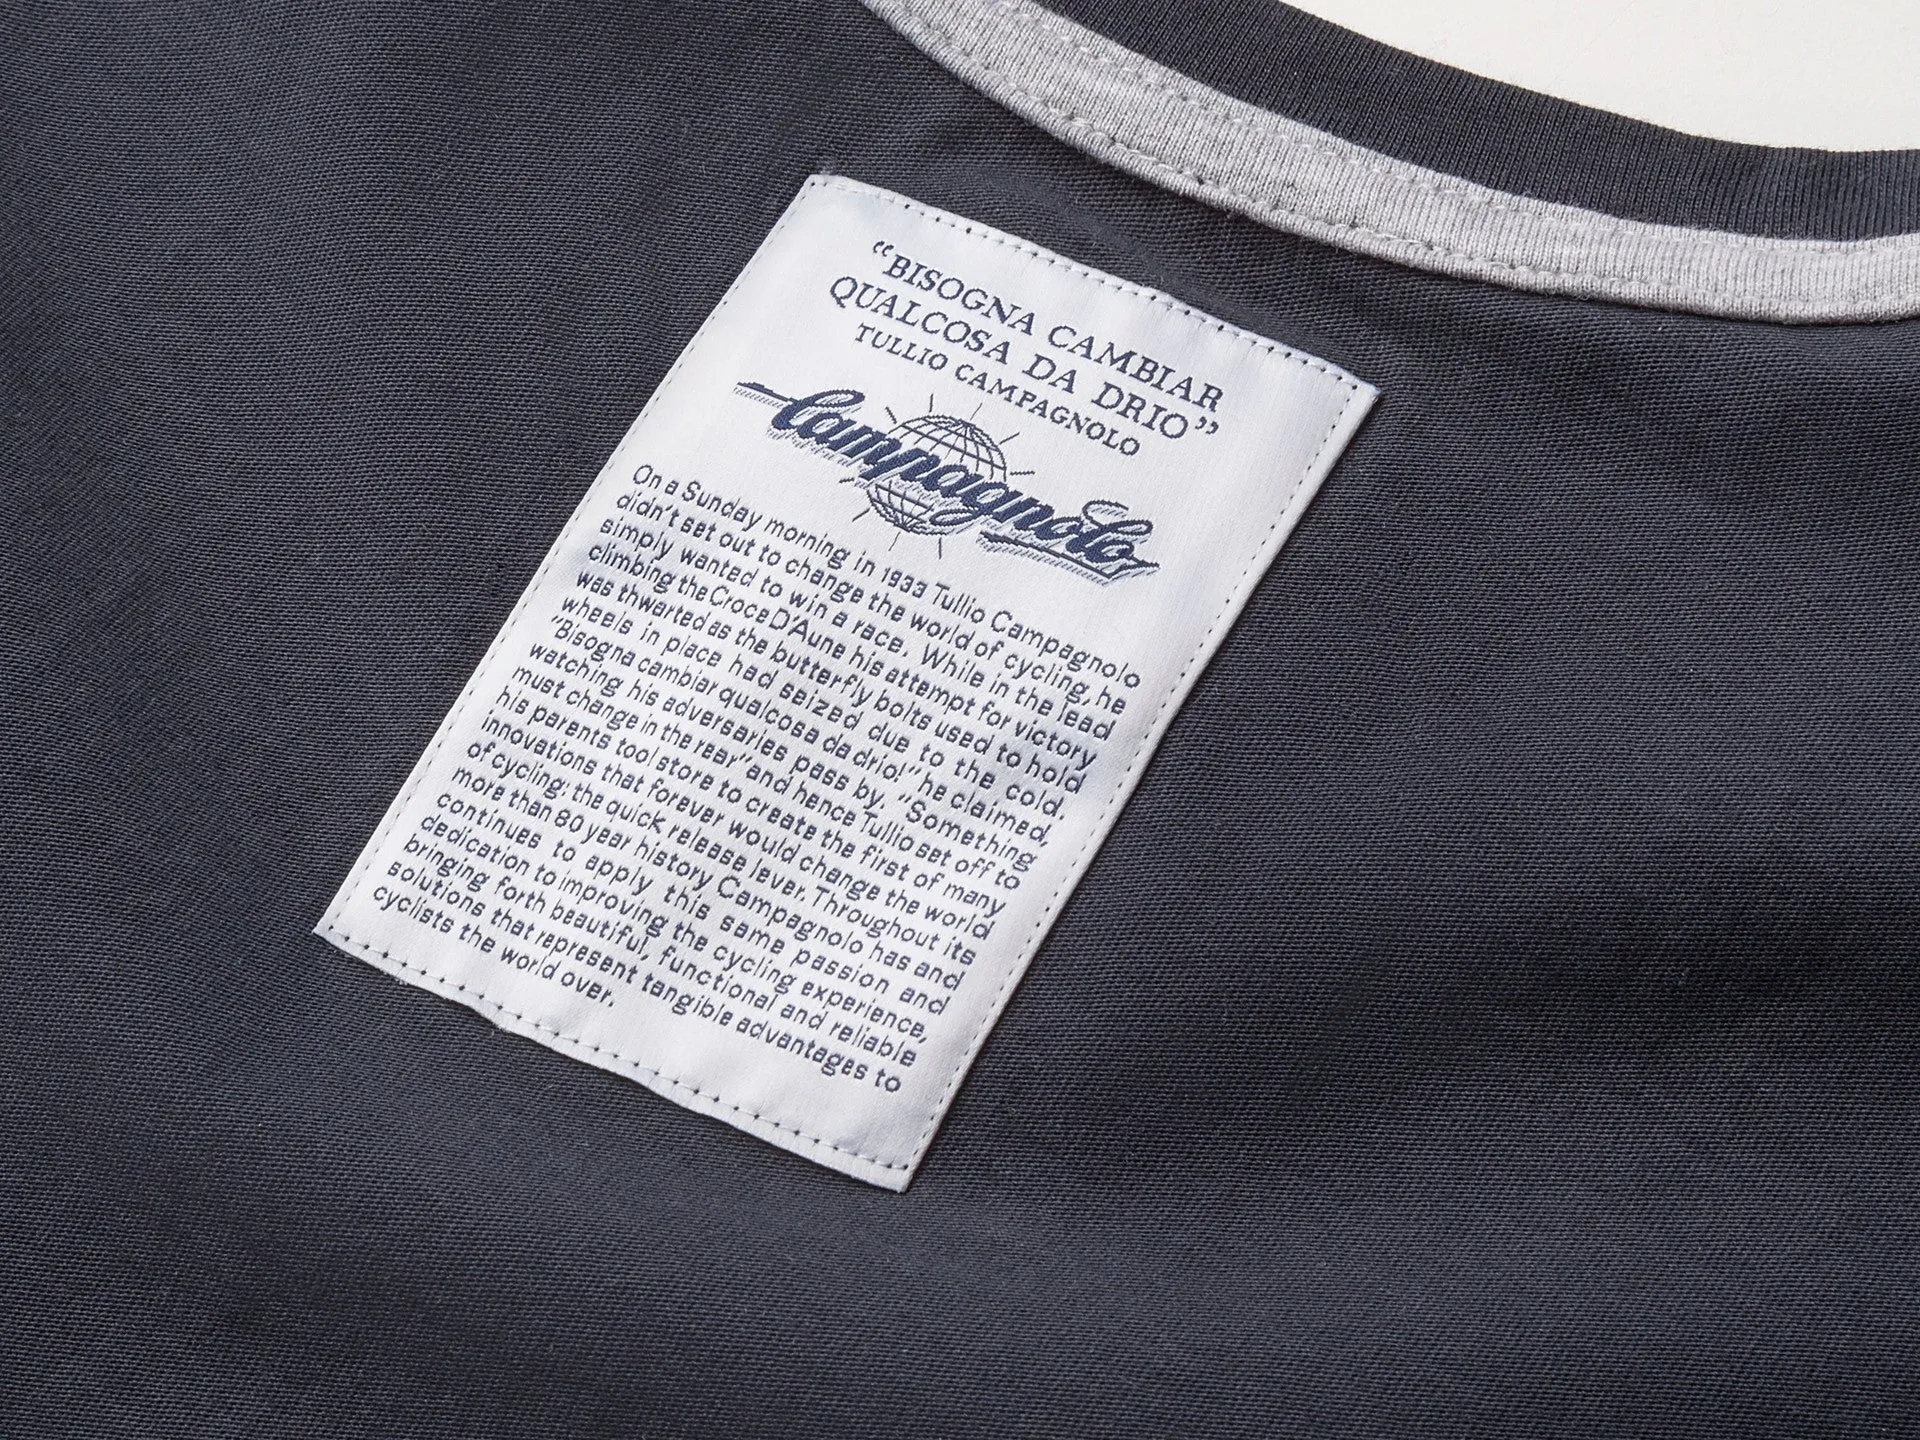 “BISOGNA CAMBIAR
QUALCOSA DA DRIO”
TULLIO CAMPAGNOLO
Campagnolo
On a Sunday morning in 1933 Tullio Campagnolo
didn't set out to change the world of cycling, he
simply wanted to win a race. While in the lead
climbing the Croce D'Aune his attempt for victory
was thwarted as the butterfly bolts used to hold
wheels in place had seized due to the cold.
"Bisogna cambiar qualcosa da drio!" he claimed,
watching his adversaries pass by. "Something
must change in the rear" and hence Tullio set off to
his parents tool store to create the first of many
innovations that forever would change the world
of cycling: the quick release lever. Throughout its
more than 80 year history Campagnolo has and
continues to apply this same passion and
dedication to improving the cycling experience,
bringing forth beautiful, functional and reliable
solutions that represent tangible advantages to
cyclists the world over.